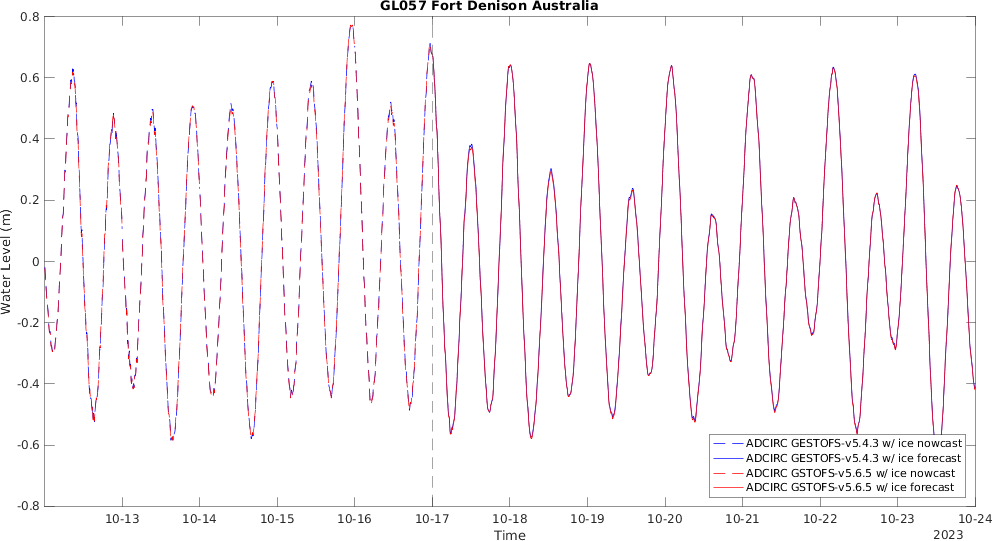 GL057 Fort Denison Australia
Water Level (m)
0.8
0.6
0.4
0.2
0
-0.2
-0.4
-0.6
-0.8
10-13 10-14 10-15 10-16 10-17 10-18 10-19 10-20 10-21 10-22 10-23 10-24
Time
2023
ADCIRC GESTOFS-v5.4.3 w/ ice nowcast
ADCIRC GESTOFS-v5.4.3 w/ ice forecast
ADCIRC GSTOFS-v5.6.5 w/ ice nowcast
ADCIRC GSTOFS-v5.6.5 w/ ice forecast